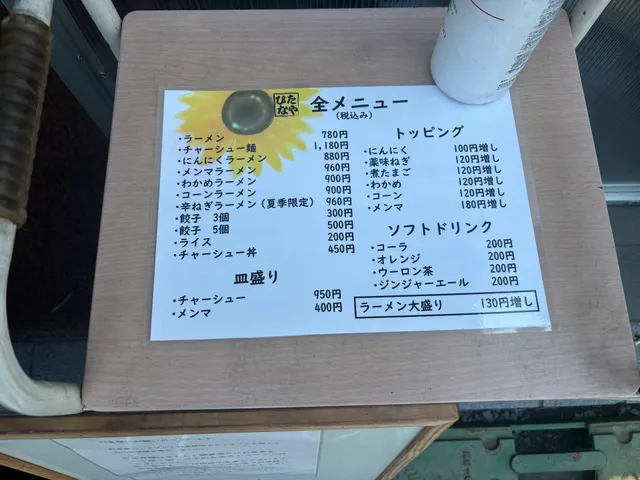 ひなたや
全メニュー
(税込み)
・ラーメン 780円
・チャーシュー麺 1,180円
・にんにくラーメン 880円
・メンマラーメン 960円
・わかめラーメン 900円
・コーンラーメン 900円
・辛ねぎラーメン(夏季限定) 960円
・餃子 3個 300円
・餃子 5個 500円
・ライス 200円
・チャーシュー丼 450円
皿盛り
・チャーシュー 950円
・メンマ 400円
トッピング
・にんにく 100円増し
・薬味ねぎ 120円増し
・煮たまご 120円増し
・わかめ 120円増し
・コーン 120円増し
・メンマ 180円増し
ソフトドリンク
・コーラ 200円
・オレンジ 200円
・ウーロン茶 200円
・ジンジャーエール 200円
ラーメン大盛り 130円増し